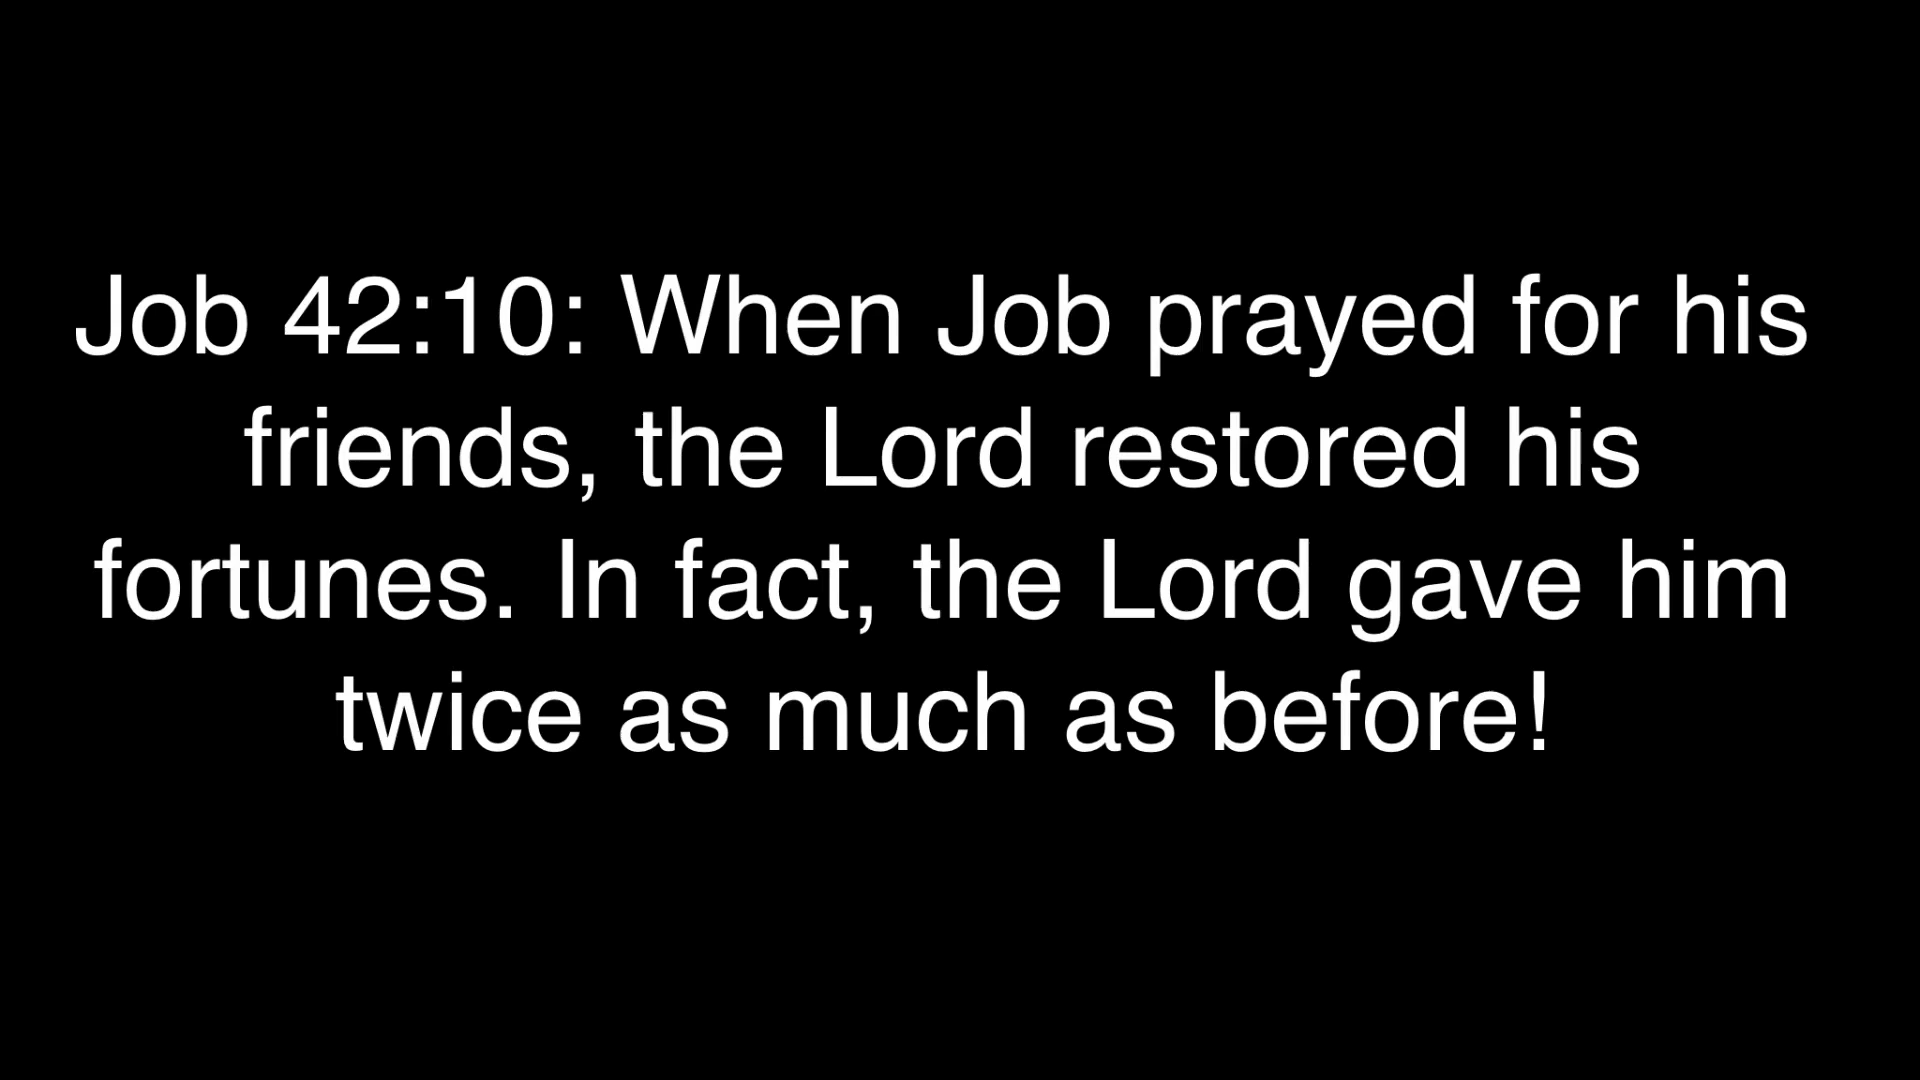 Job 42:10: When Job prayed for his
friends, the Lord restored his
fortunes. In fact, the Lord gave him
twice as much as before!